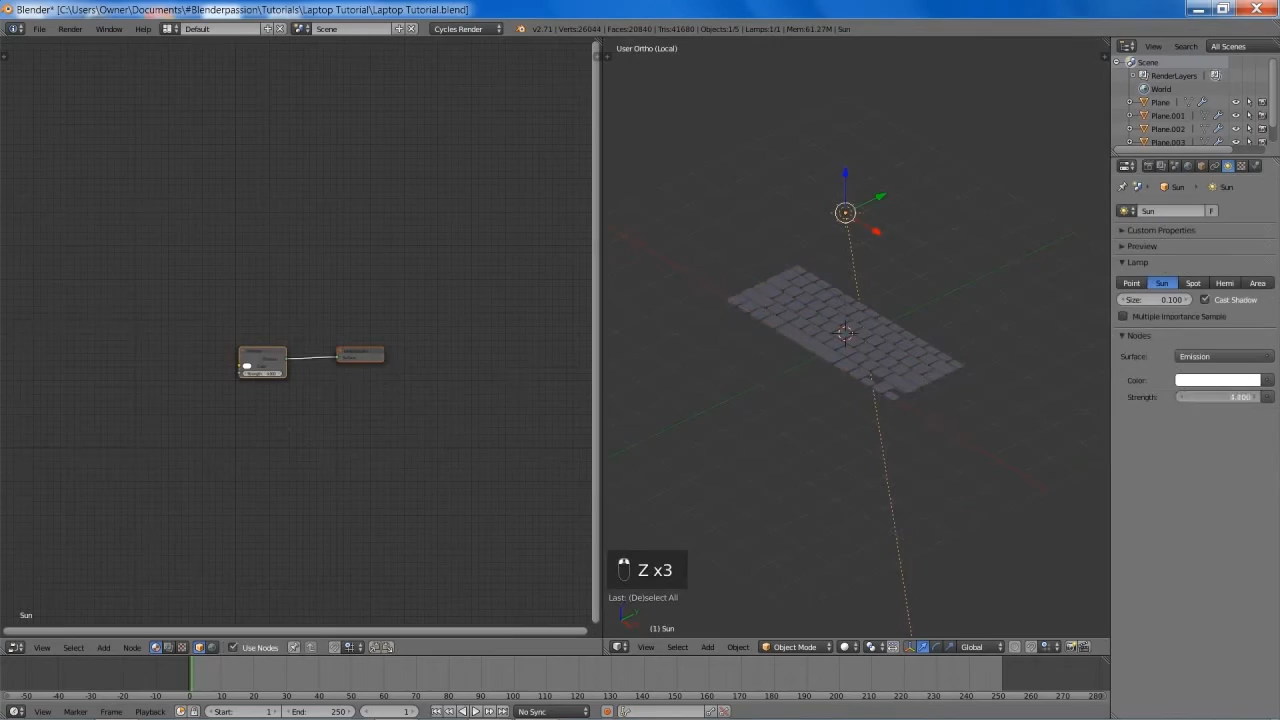 Blender* [C:\Users\Owner\Documents\#Blenderpassion\Tutorials\Laptop Tutorial\Laptop Tutorial.blend]
File Render Window Help Default Scene Cycles Render v2.71 | Verts:26044 | Faces:20840 | Tris:41680 | Objects:1/5 | Lamps:1/1 | Mem:61.27M | Sun
View Search All Scenes
User Ortho (Local)
Scene
RenderLayers
World
Plane
Plane.001
Plane.002
Plane.003
Sun Sun
Sun F
Custom Properties
Preview
Lamp
Point Sun Spot Hemi Area
Size: 0.100 Cast Shadow
Multiple Importance Sample
Nodes
Surface: Emission
Color:
Strength: 4.400
Z x3
Last: (De)select All
(1) Sun
Sun
View Select Add Node Use Nodes
View Select Add Object Object Mode Global
-50 -40 -30 -20 -10 0 10 20 30 40 50 60 70 80 90 100 110 120 130 140 150 160 170 180 190 200 210 220 230 240 250 260 270 280
View Marker Frame Playback Start: 1 End: 250 1 No Sync